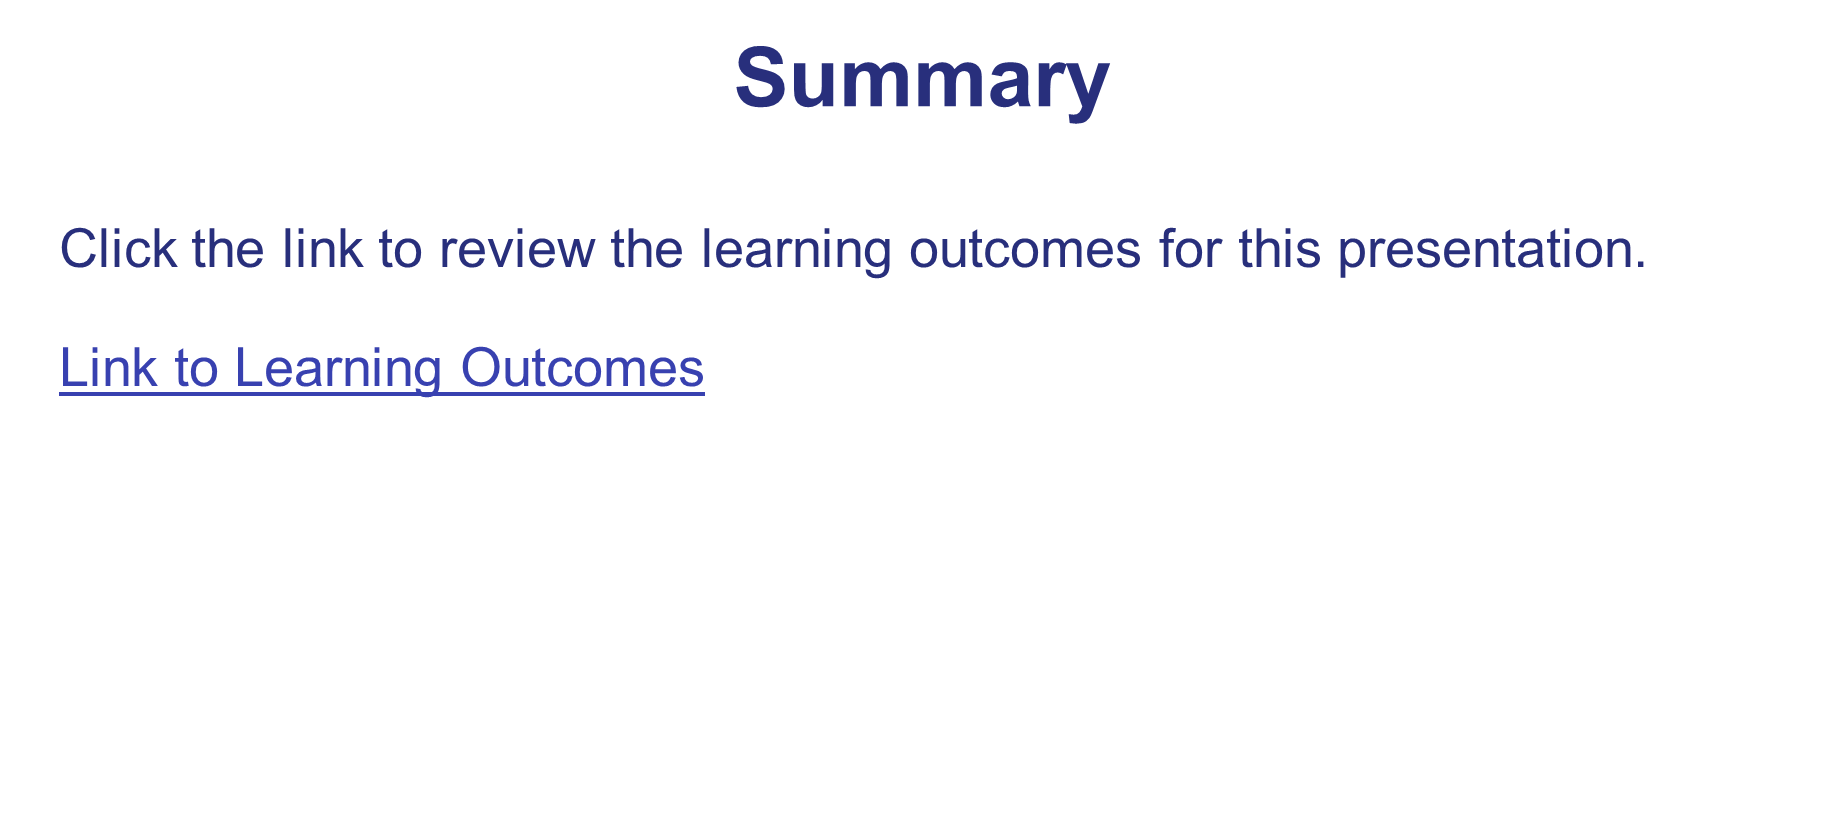 Summary
Click the link to review the learning outcomes for this presentation.
Link to Learning Outcomes